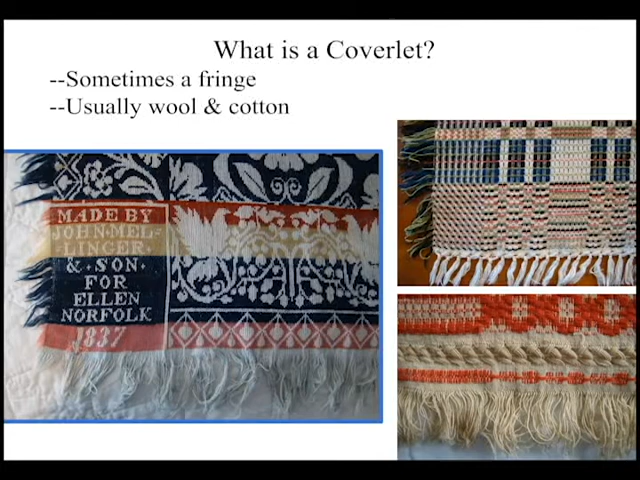 What is a Coverlet?
--Sometimes a fringe
--Usually wool & cotton
MADE BY
JOHN·MEL=
LINGER·
& ·SON·
FOR
ELLEN
NORFOLK
1837